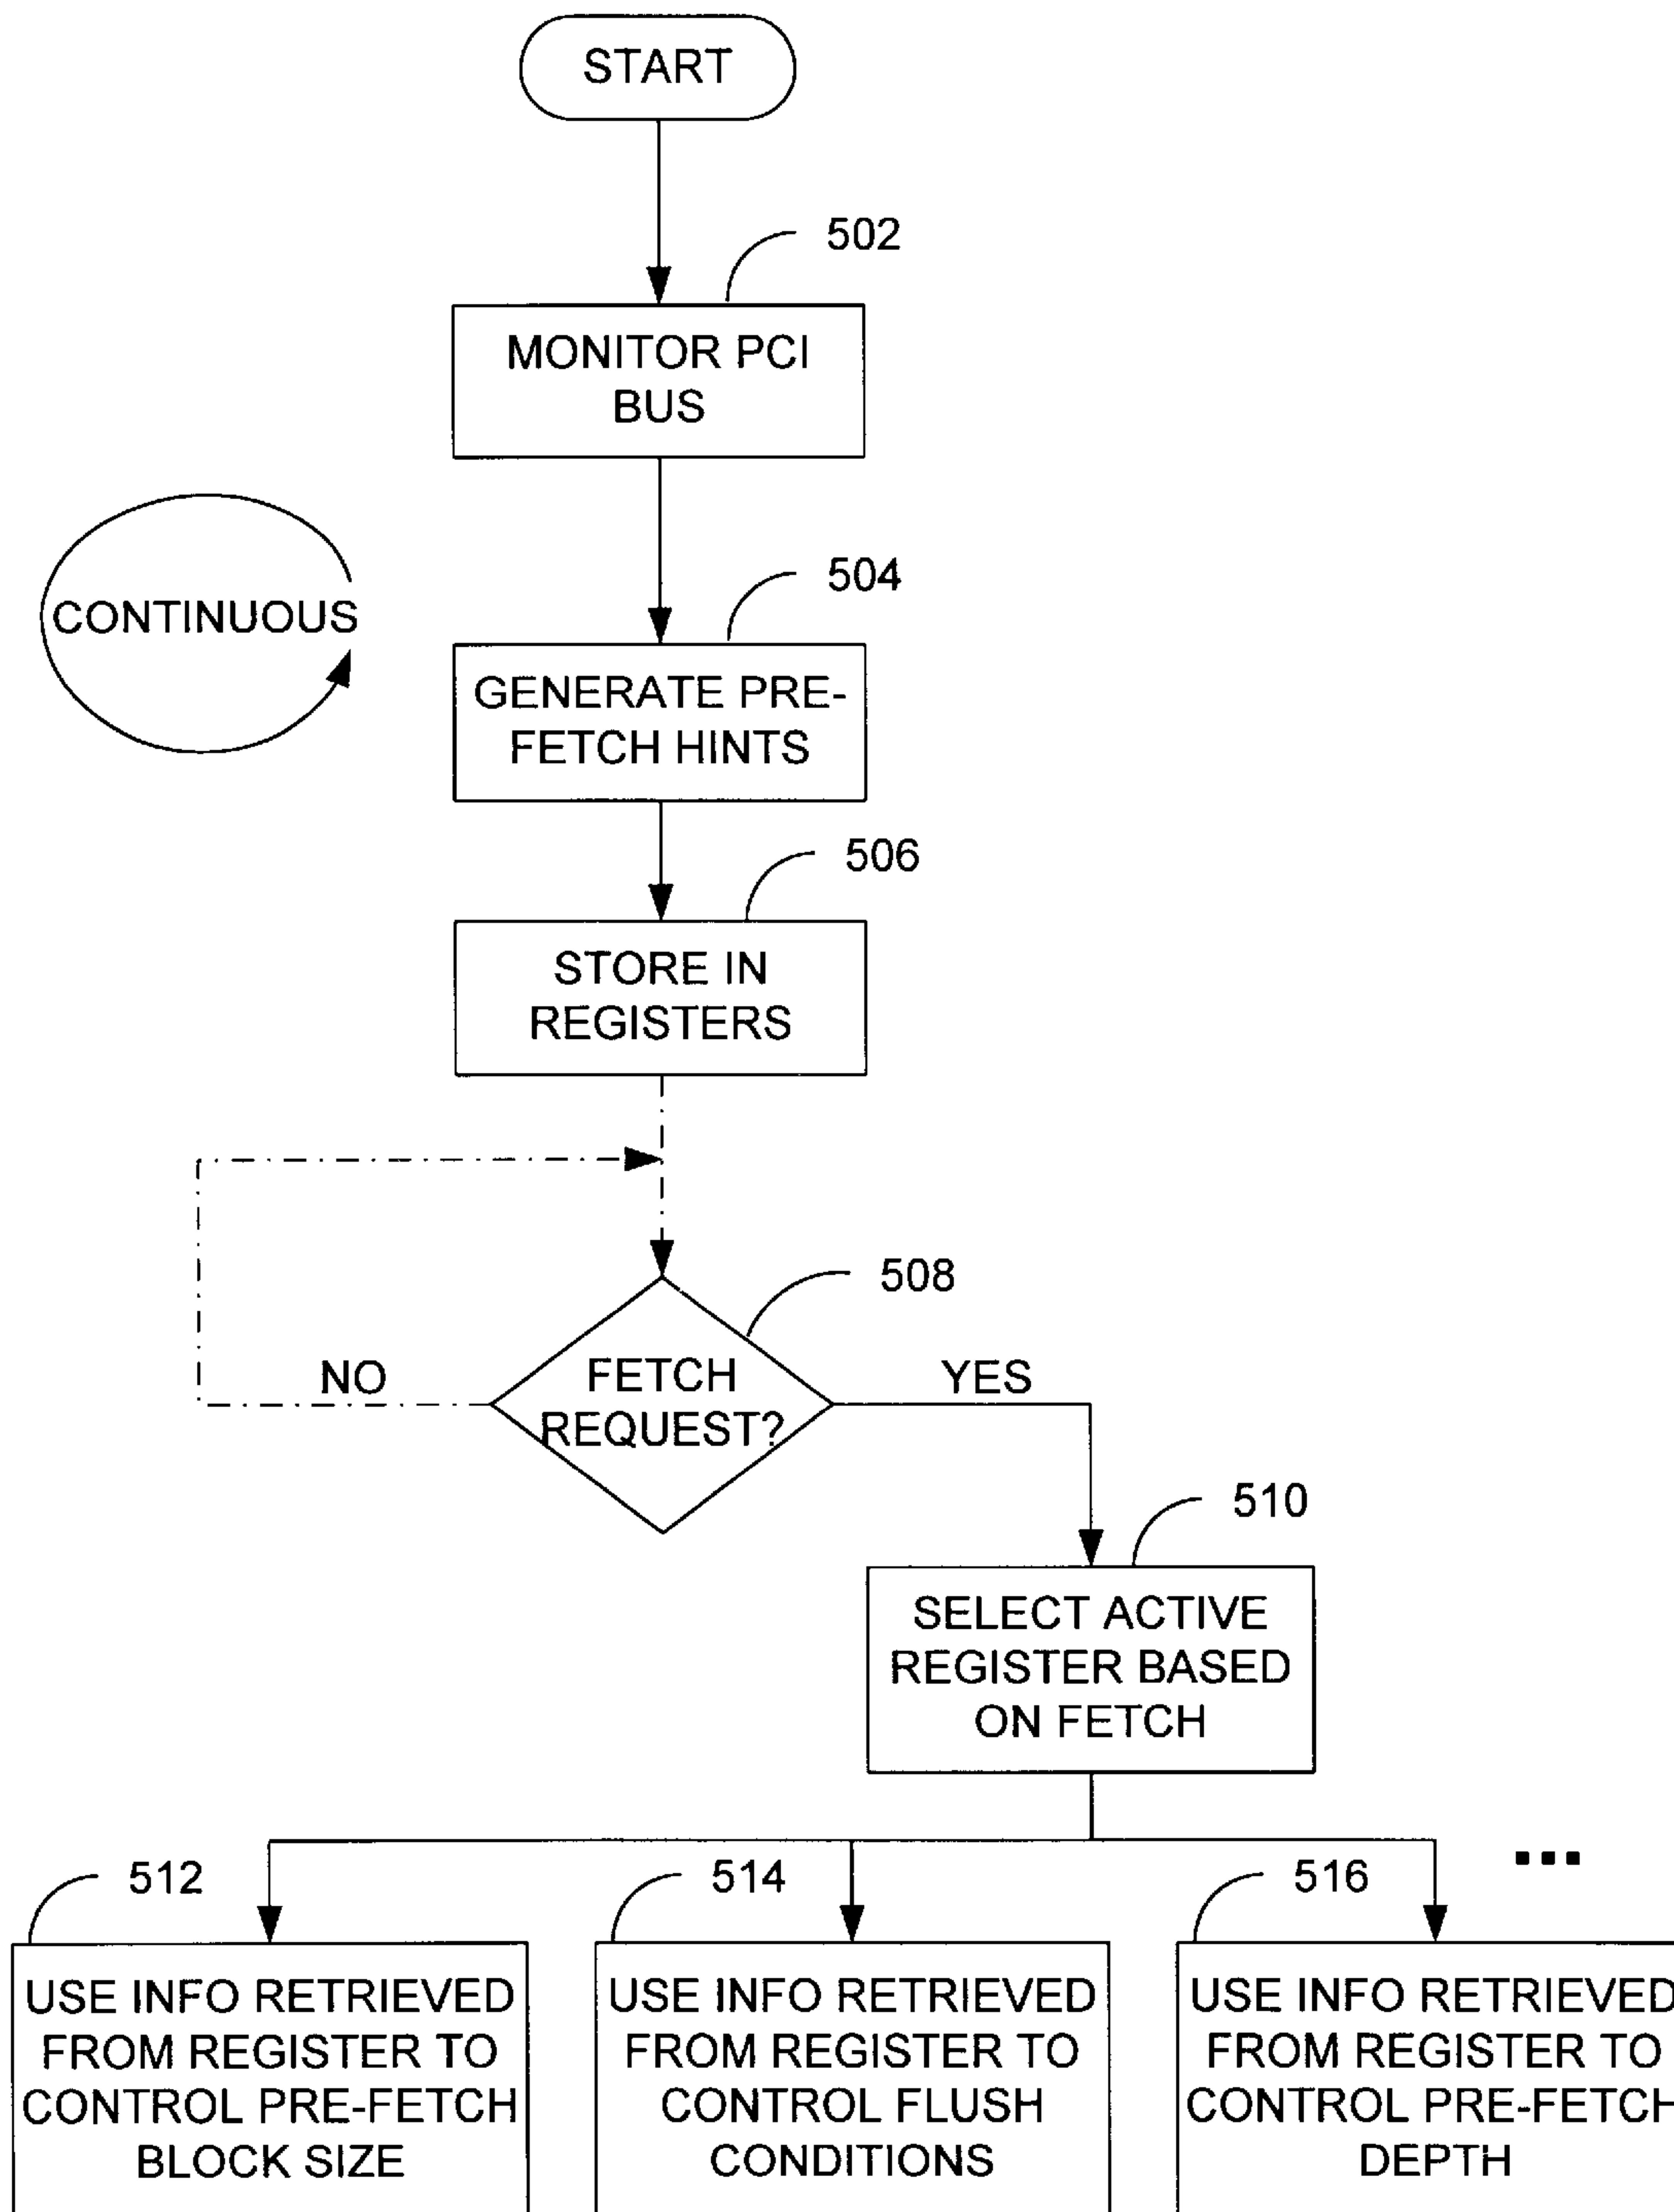 START
502
MONITOR PCI
BUS
504
CONTINUOUS
GENERATE PRE-
FETCH HINTS
506
STORE IN
REGISTERS
508
NO
FETCH
REQUEST?
YES
510
SELECT ACTIVE
REGISTER BASED
ON FETCH
...
512
USE INFO RETRIEVED
FROM REGISTER TO
CONTROL PRE-FETCH
BLOCK SIZE
514
USE INFO RETRIEVED
FROM REGISTER TO
CONTROL FLUSH
CONDITIONS
516
USE INFO RETRIEVED
FROM REGISTER TO
CONTROL PRE-FETCH
DEPTH